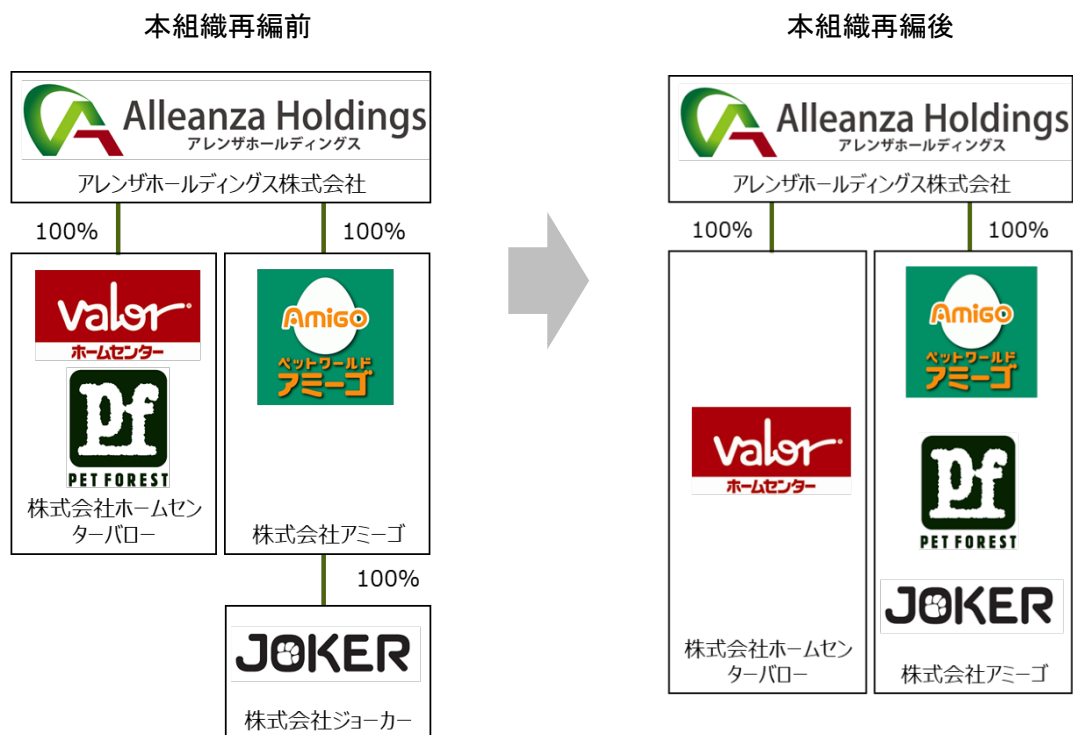 本組織再編前
Alleanza Holdings
アレンザホールディングス
アレンザホールディングス株式会社
100%
100%
valor
ホームセンター
pf
PET FOREST
株式会社ホームセン
ターバロー
AmiGO
ペットワールド
アミーゴ
株式会社アミーゴ
100%
JOKER
株式会社ジョーカー
本組織再編後
Alleanza Holdings
アレンザホールディングス
アレンザホールディングス株式会社
100%
100%
valor
ホームセンター
株式会社ホームセン
ターバロー
AmiGO
ペットワールド
アミーゴ
pf
PET FOREST
JOKER
株式会社アミーゴ